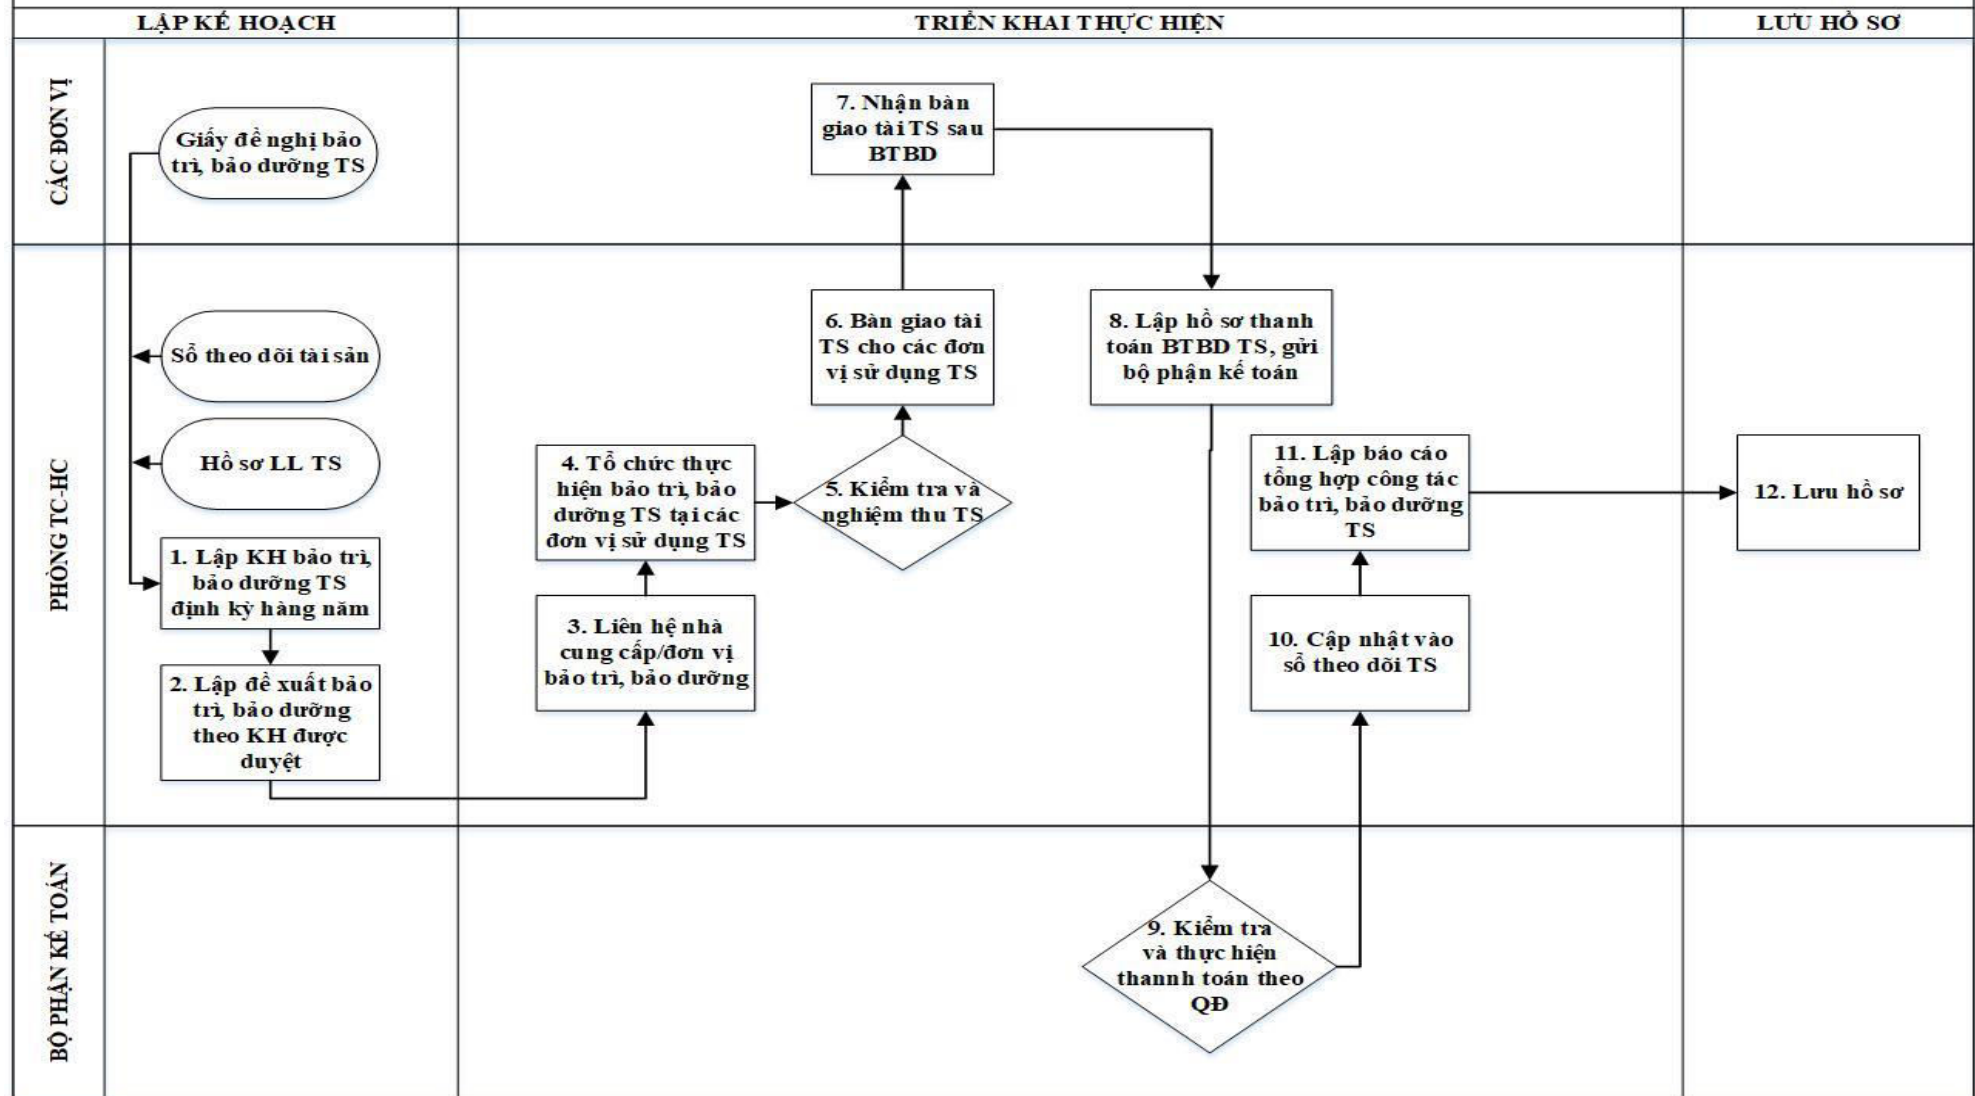 LẬP KẾ HOẠCH
TRIỂN KHAI THỰC HIỆN
LƯU HỒ SƠ
CÁC ĐƠN VỊ
Giấy đề nghị bảo
trì, bảo dưỡng TS
7. Nhận bàn
giao tài TS sau
BTBD
PHÒNG TC-HC
Sổ theo dõi tài sản
Hồ sơ LL TS
1. Lập KH bảo trì,
bảo dưỡng TS
định kỳ hàng năm
2. Lập đề xuất bảo
trì, bảo dưỡng
theo KH được
duyệt
3. Liên hệ nhà
cung cấp/đơn vị
bảo trì, bảo dưỡng
4. Tổ chức thực
hiện bảo trì, bảo
dưỡng TS tại các
đơn vị sử dụng TS
5. Kiểm tra và
nghiệm thu TS
6. Bàn giao tài
TS cho các đơn
vị sử dụng TS
8. Lập hồ sơ thanh
toán BTBD TS, gửi
bộ phận kế toán
11. Lập báo cáo
tổng hợp công tác
bảo trì, bảo dưỡng
TS
10. Cập nhật vào
sổ theo dõi TS
12. Lưu hồ sơ
BỘ PHẬN KẾ TOÁN
9. Kiểm tra
và thực hiện
thannh toán theo
QĐ